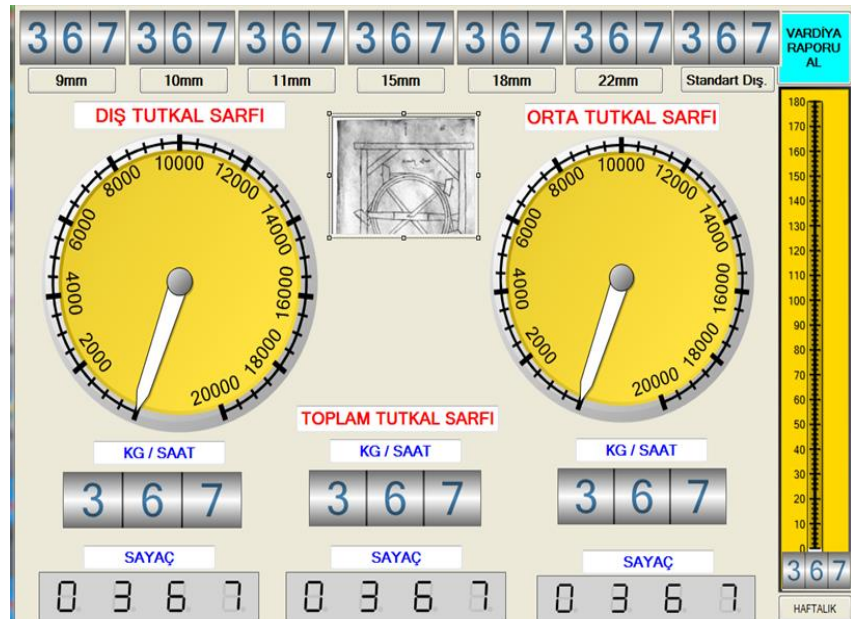 367 367 367 367 367 367 367
9mm 10mm 11mm 15mm 18mm 22mm Standart Dış.
VARDİYA
RAPORU
AL
DIŞ TUTKAL SARFI
ORTA TUTKAL SARFI
2000 4000 6000 8000 10000 12000 14000 16000 18000 20000
2000 4000 6000 8000 10000 12000 14000 16000 18000 20000
180
170
160
150
140
130
120
110
100
90
80
70
60
50
40
30
20
10
0
367
HAFTALIK
TOPLAM TUTKAL SARFI
KG / SAAT KG / SAAT KG / SAAT
367 367 367
SAYAÇ SAYAÇ SAYAÇ
0367 0367 0367